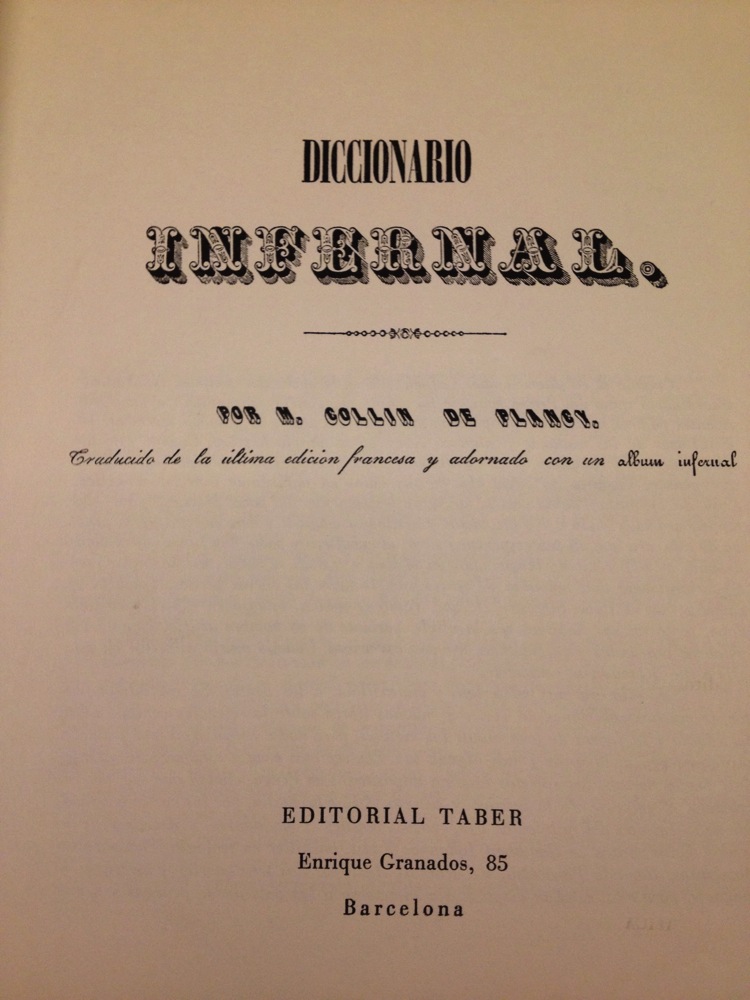 DICCIONARIO
INFERNAL.
POR M. COLLIN DE PLANCY.
Traducido de la última edicion francesa y adornado con un album infernal
EDITORIAL TABER
Enrique Granados, 85
Barcelona